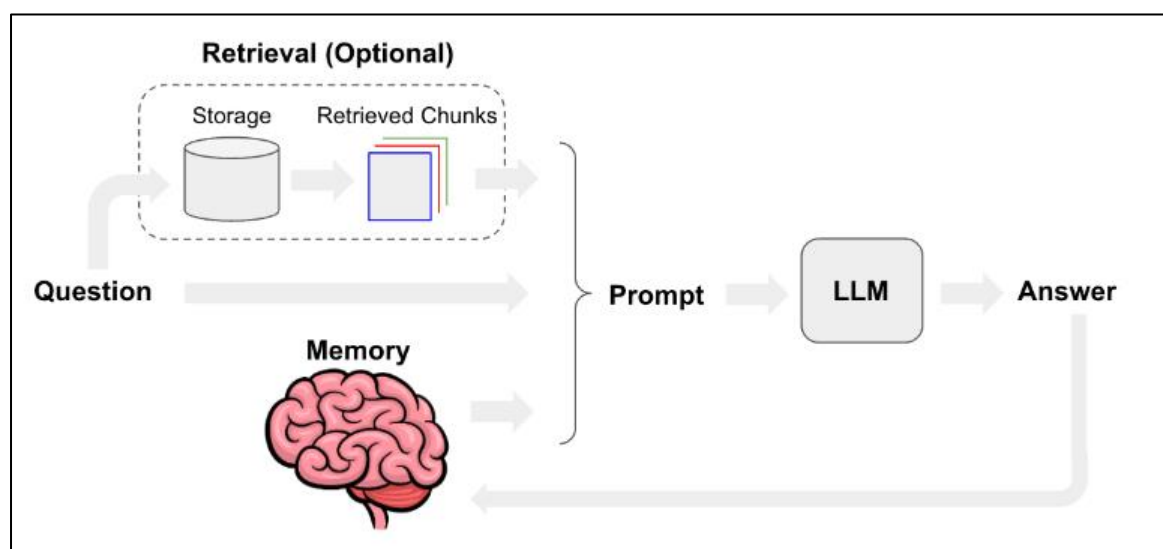 Retrieval (Optional)
Storage
Retrieved Chunks
Question
Prompt
LLM
Answer
Memory